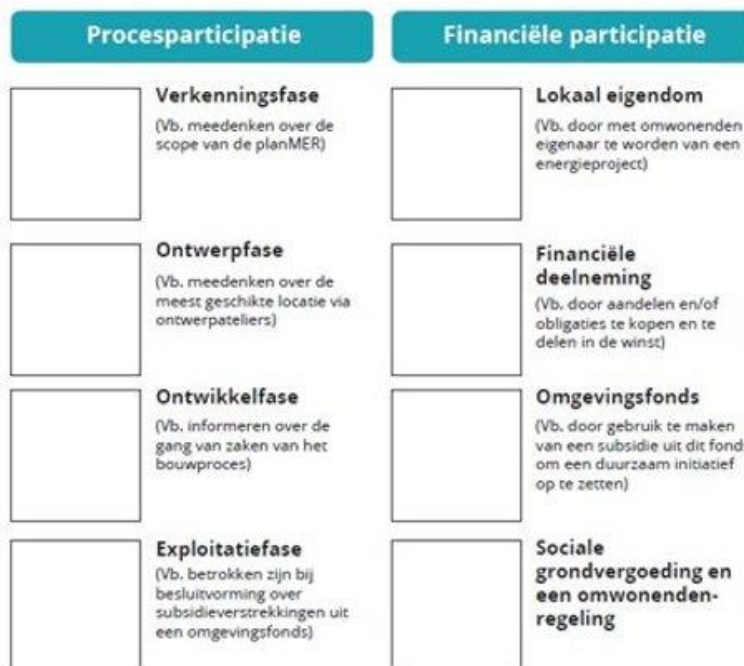 Procesparticipatie
Verkenningsfase
(Vb. meedenken over de
scope van de planMER)
Ontwerpfase
(Vb. meedenken over de
meest geschikte locatie via
ontwerpateliers)
Ontwikkelfase
(Vb. informeren over de
gang van zaken van het
bouwproces)
Exploitatiefase
(Vb. betrokken zijn bij
besluitvorming over
subsidieverstrekkingen uit
een omgevingsfonds)
Financiële participatie
Lokaal eigendom
(Vb. door met omwonenden
eigenaar te worden van een
energieproject)
Financiële
deelneming
(Vb. door aandelen en/of
obligaties te kopen en te
delen in de winst)
Omgevingsfonds
(Vb. door gebruik te maken
van een subsidie uit dit fond
om een duurzaam initiatief
op te zetten)
Sociale
grondvergoeding en
een omwonenden-
regeling